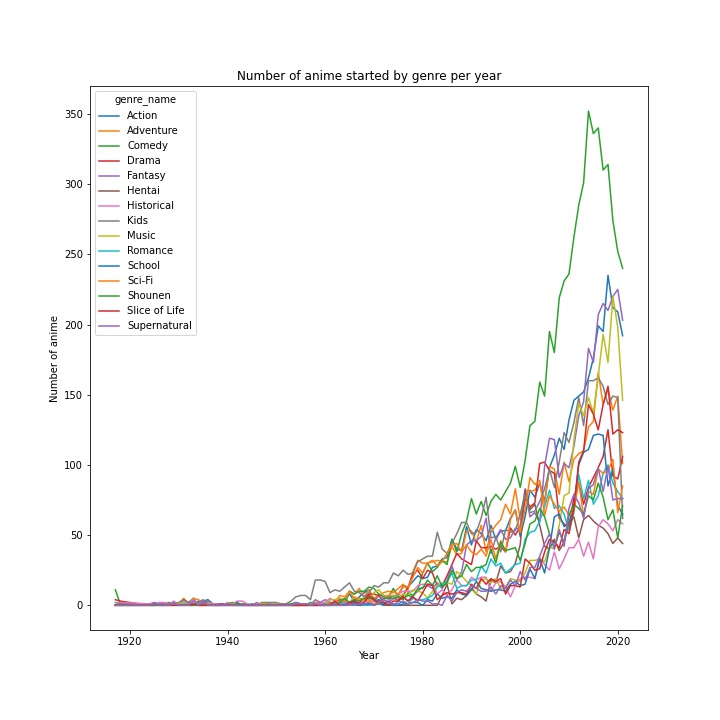 Number of anime started by genre per year
genre_name
Action
Adventure
Comedy
Drama
Fantasy
Hentai
Historical
Kids
Music
Romance
School
Sci-Fi
Shounen
Slice of Life
Supernatural
350
300
250
200
150
100
50
0
Number of anime
1920 1940 1960 1980 2000 2020
Year